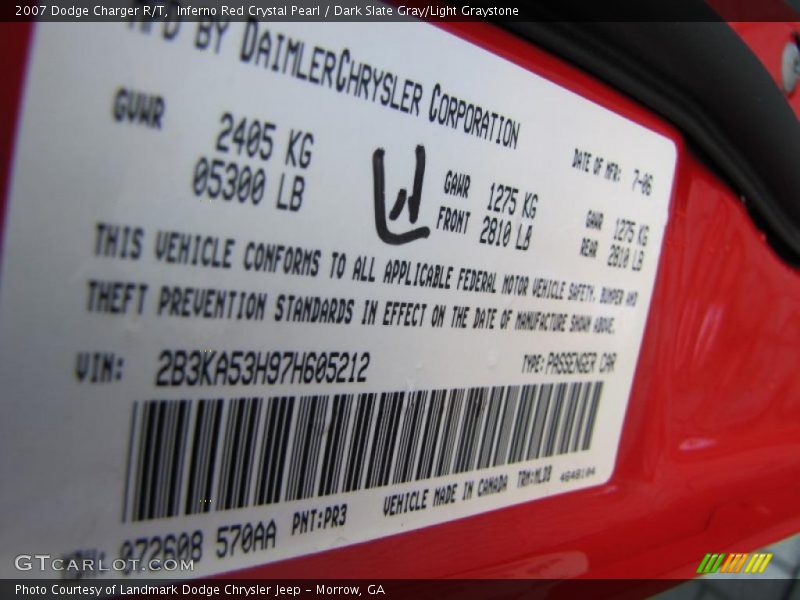 2007 Dodge Charger R/T, Inferno Red Crystal Pearl / Dark Slate Gray/Light Graystone
MFD BY DAIMLERCHRYSLER CORPORATION
GVWR
2405 KG
05300 LB
GAWR FRONT
1275 KG
2810 LB
DATE OF MFR: 7-06
GAWR REAR
1275 KG
2810 LB
THIS VEHICLE CONFORMS TO ALL APPLICABLE FEDERAL MOTOR VEHICLE SAFETY, BUMPER AND
THEFT PREVENTION STANDARDS IN EFFECT ON THE DATE OF MANUFACTURE SHOWN ABOVE.
VIN: 2B3KA53H97H605212 TYPE: PASSENGER CAR
MDH: 072608 570AA PNT:PR3 VEHICLE MADE IN CANADA TRM:MLD8
GTCARLOT.COM
Photo Courtesy of Landmark Dodge Chrysler Jeep – Morrow, GA